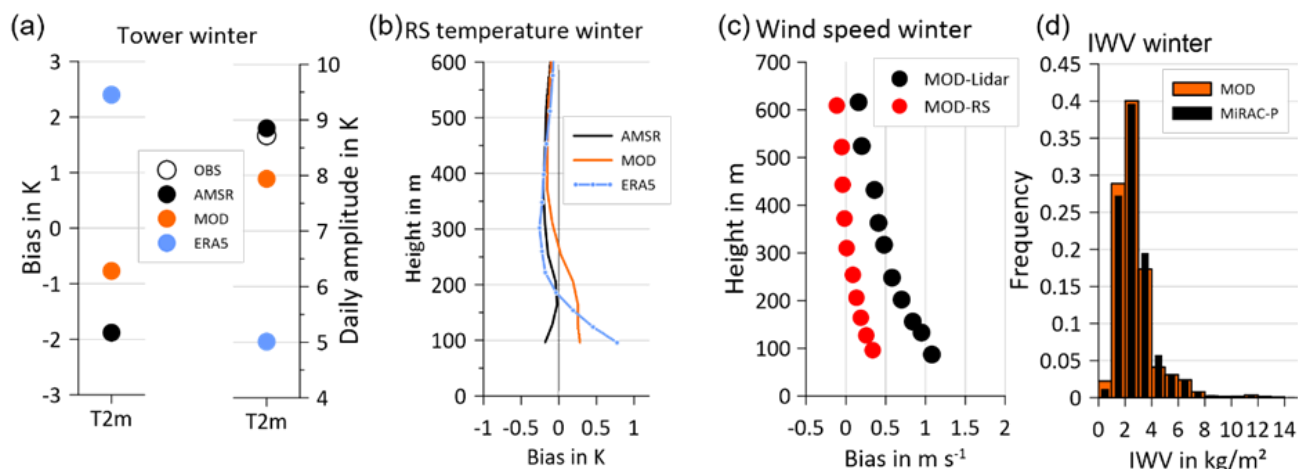 (a)
Tower winter
3
2
1
0
-1
-2
-3
Bias in K
T2m
OBS
AMSR
MOD
ERA5
10
9
8
7
6
5
4
Daily amplitude in K
T2m
(b) RS temperature winter
600
500
400
300
200
100
0
Height in m
AMSR
MOD
ERA5
-1 -0.5 0 0.5 1
Bias in K
(c) Wind speed winter
700
600
500
400
300
200
100
0
Height in m
MOD-Lidar
MOD-RS
-0.5 0 0.5 1 1.5 2
Bias in m s⁻¹
(d)
IWV winter
0.45
0.4
0.35
0.3
0.25
0.2
0.15
0.1
0.05
0
Frequency
MOD
MiRAC-P
0 2 4 6 8 10 12 14
IWV in kg/m²